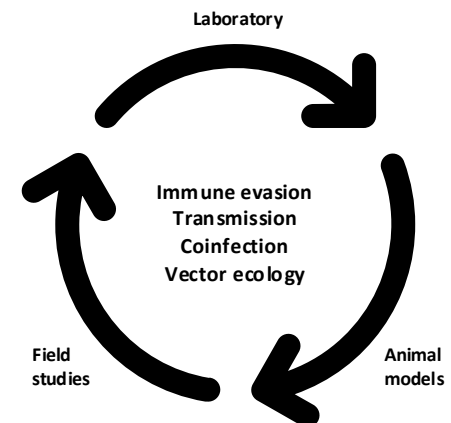 Laboratory
Immune evasion
Transmission
Coinfection
Vector ecology
Field
studies
Animal
models